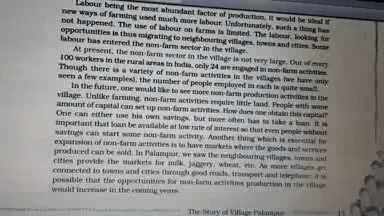 Labour being the most abundant factor of production, it would be ideal if
new ways of farming used much more labour. Unfortunately, such a thing has
not happened. The use of labour on farms is limited. The labour, looking for
opportunities is thus migrating to neighbouring villages, towns and cities. Some
labour has entered the non-farm sector in the village.
At present, the non-farm sector in the village is not very large. Out of every
100 workers in the rural areas in India, only 24 are engaged in non-farm activities.
Though there is a variety of non-farm activities in the villages (we have only
seen a few examples), the number of people employed in each is quite small.
In the future, one would like to see more non-farm production activities in the
village. Unlike farming, non-farm activities require little land. People with some
amount of capital can set up non-farm activities. How does one obtain this capital?
One can either use his own savings, but more often has to take a loan. It is
important that loan be available at low rate of interest so that even people without
savings can start some non-farm activity. Another thing which is essential for
expansion of non-farm activities is to have markets where the goods and services
produced can be sold. In Palampur, we saw the neighbouring villages, towns and
cities provide the markets for milk, jaggery, wheat, etc. As more villages get
connected to towns and cities through good roads, transport and telephone, it is
possible that the opportunities for non-farm activities production in the village
would increase in the coming years.
The Story of Village Palampur